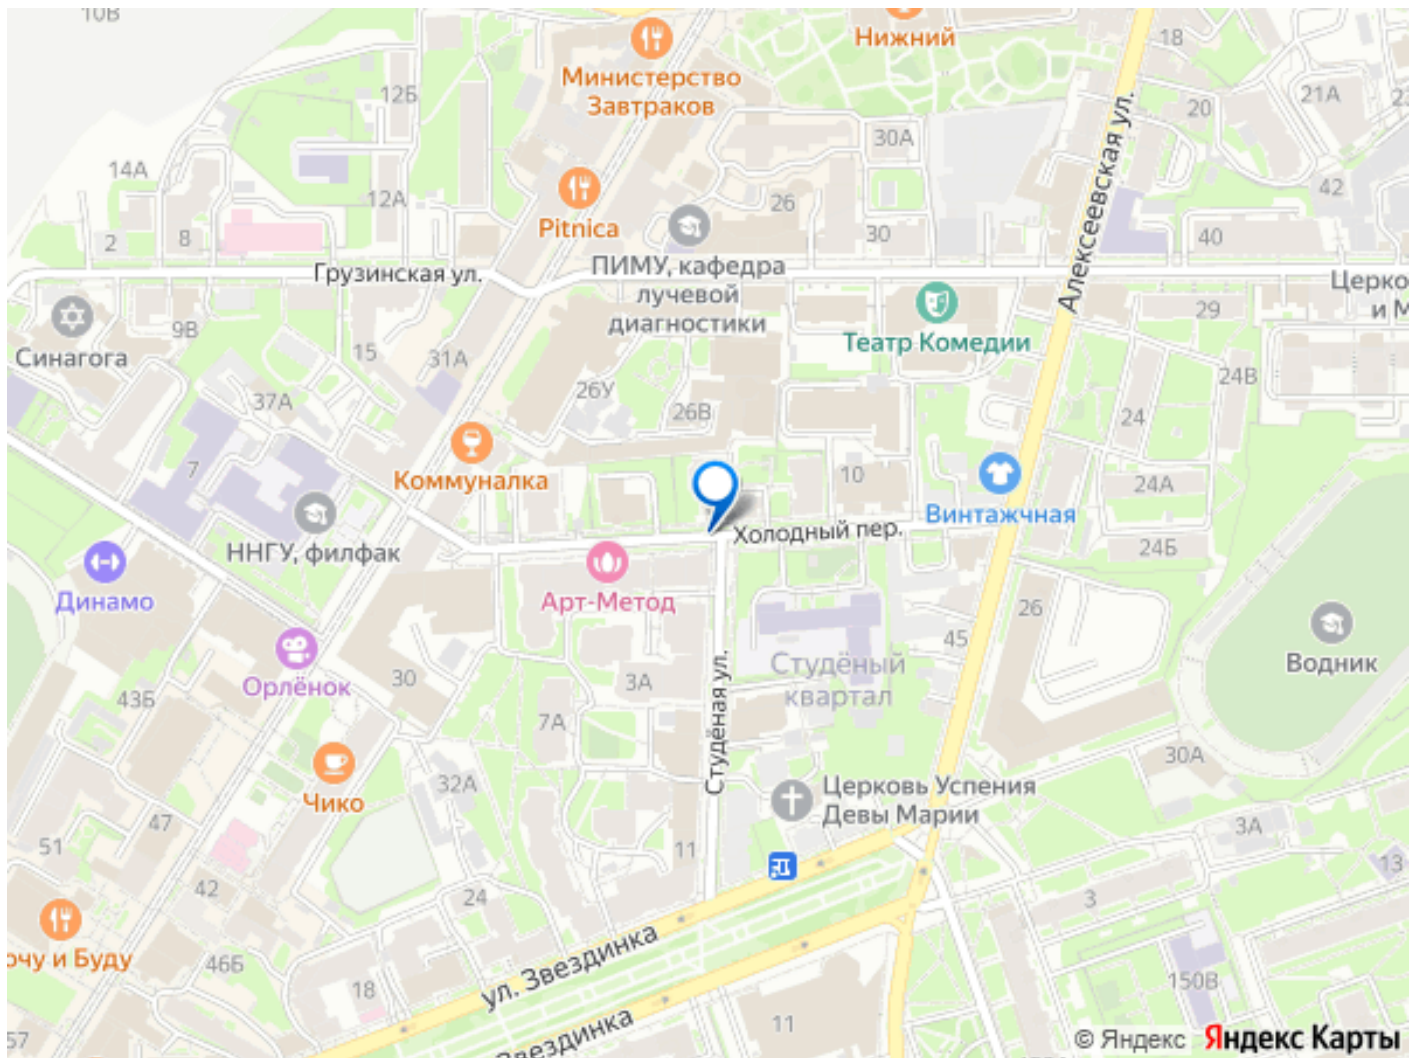 10В
Нижний
18
Министерство
Завтраков
12Б
20
21А
30А
Алексеевская ул.
14А
12А
42
26
Pitnica
2
8
30
40
Грузинская ул.
ПИМУ, кафедра
лучевой
диагностики
Синагога
9В
15
31А
Театр Комедии
29
24В
26У
26В
37А
24
7
Коммуналка
10
24А
Винтажчная
Холодный пер.
24Б
ННГУ, филфак
Динамо
Арт-Метод
26
45
Водник
Орлёнок
30
3А
Студёный
квартал
43Б
7А
Студёная ул.
30А
Чико
32А
Церковь Успения
Девы Марии
47
51
11
3А
13
42
24
3
очу и Буду
46Б
ул. Звездинка
18
150В
57
Звездинка
11
© Яндекс Яндекс Карты